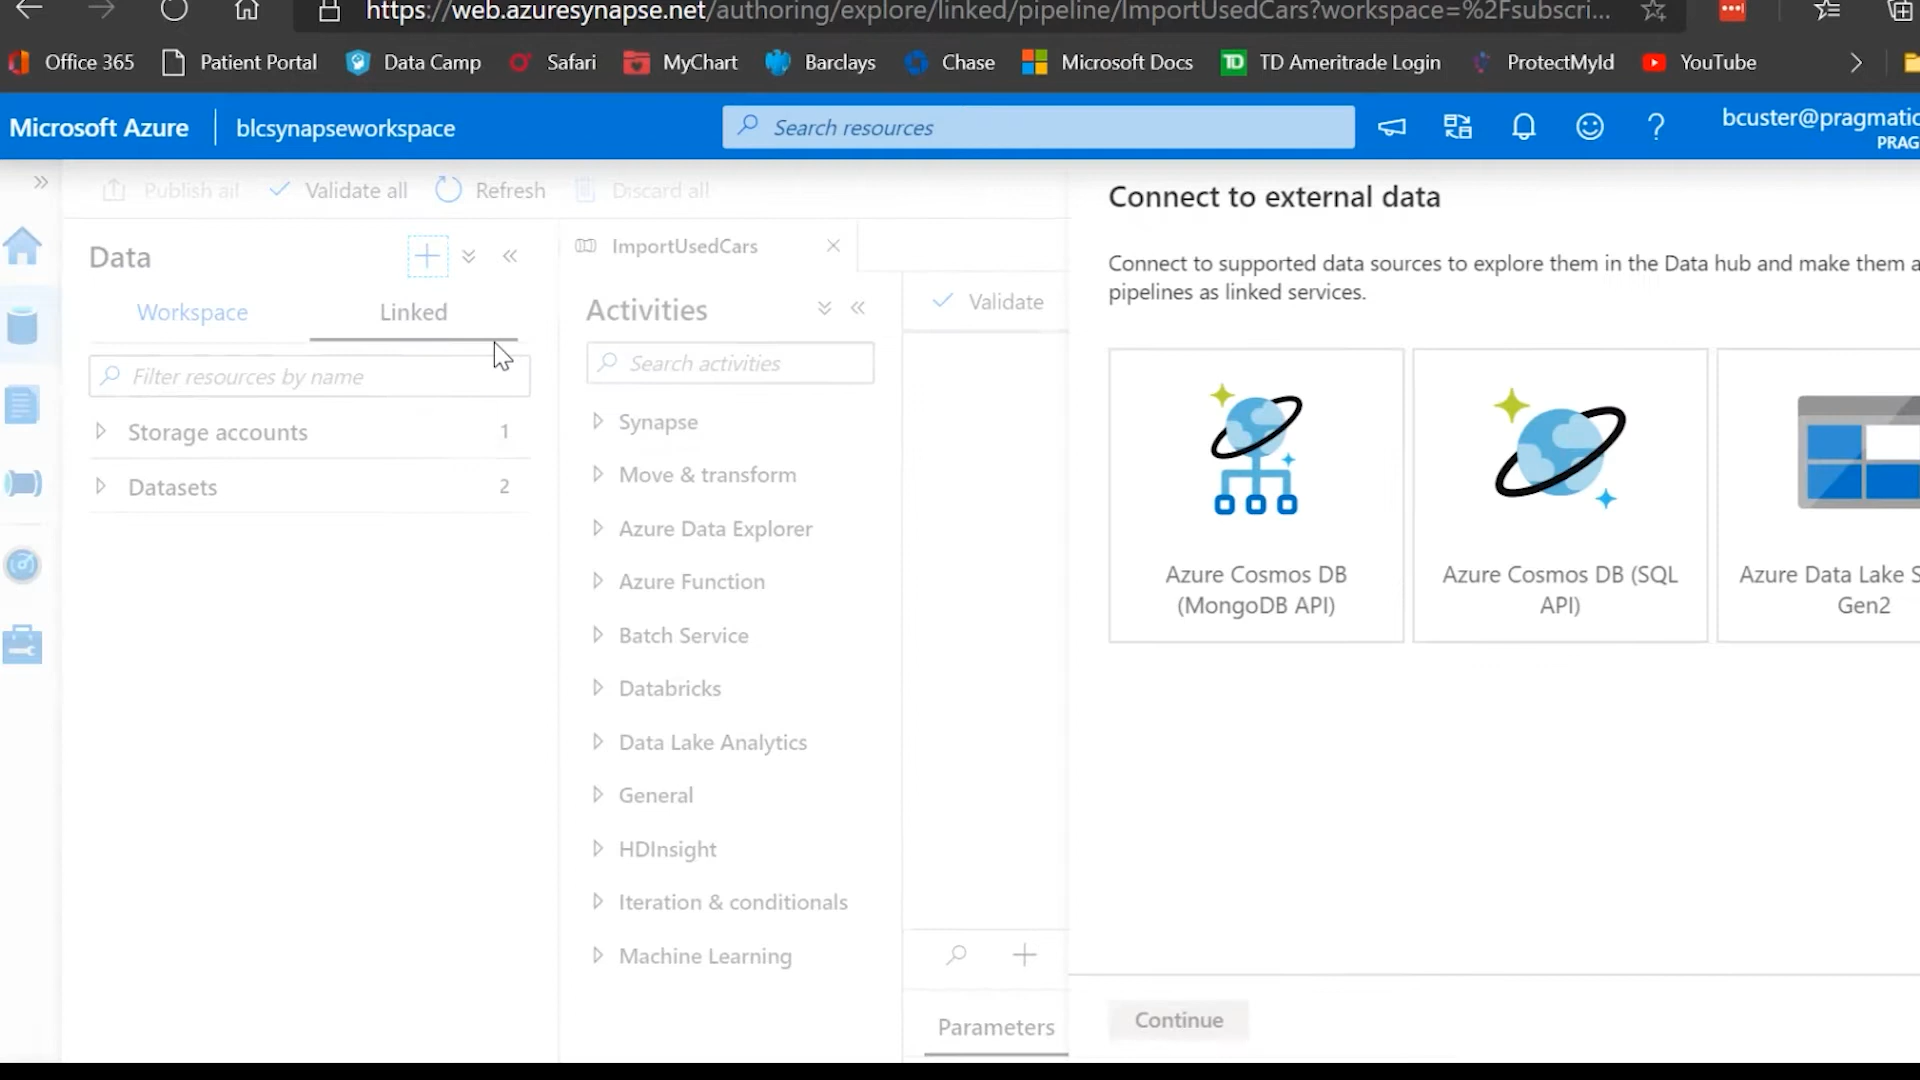 https://web.azuresynapse.net/authoring/explore/linked/pipeline/ImportUsedCars?workspace=%2Fsubscri...
Office 365
Patient Portal
Data Camp
Safari
MyChart
Barclays
Chase
Microsoft Docs
TD
TD Ameritrade Login
ProtectMyId
YouTube
Microsoft Azure
blcsynapseworkspace
Search resources
bcuster@pragmatic
PRAG
Publish all
Validate all
Refresh
Discard all
Data
Workspace
Linked
Filter resources by name
Storage accounts 1
Datasets 2
ImportUsedCars
Activities
Search activities
Synapse
Move & transform
Azure Data Explorer
Azure Function
Batch Service
Databricks
Data Lake Analytics
General
HDInsight
Iteration & conditionals
Machine Learning
Validate
Parameters
Connect to external data
Connect to supported data sources to explore them in the Data hub and make them a
pipelines as linked services.
Azure Cosmos DB
(MongoDB API)
Azure Cosmos DB (SQL
API)
Azure Data Lake S
Gen2
Continue